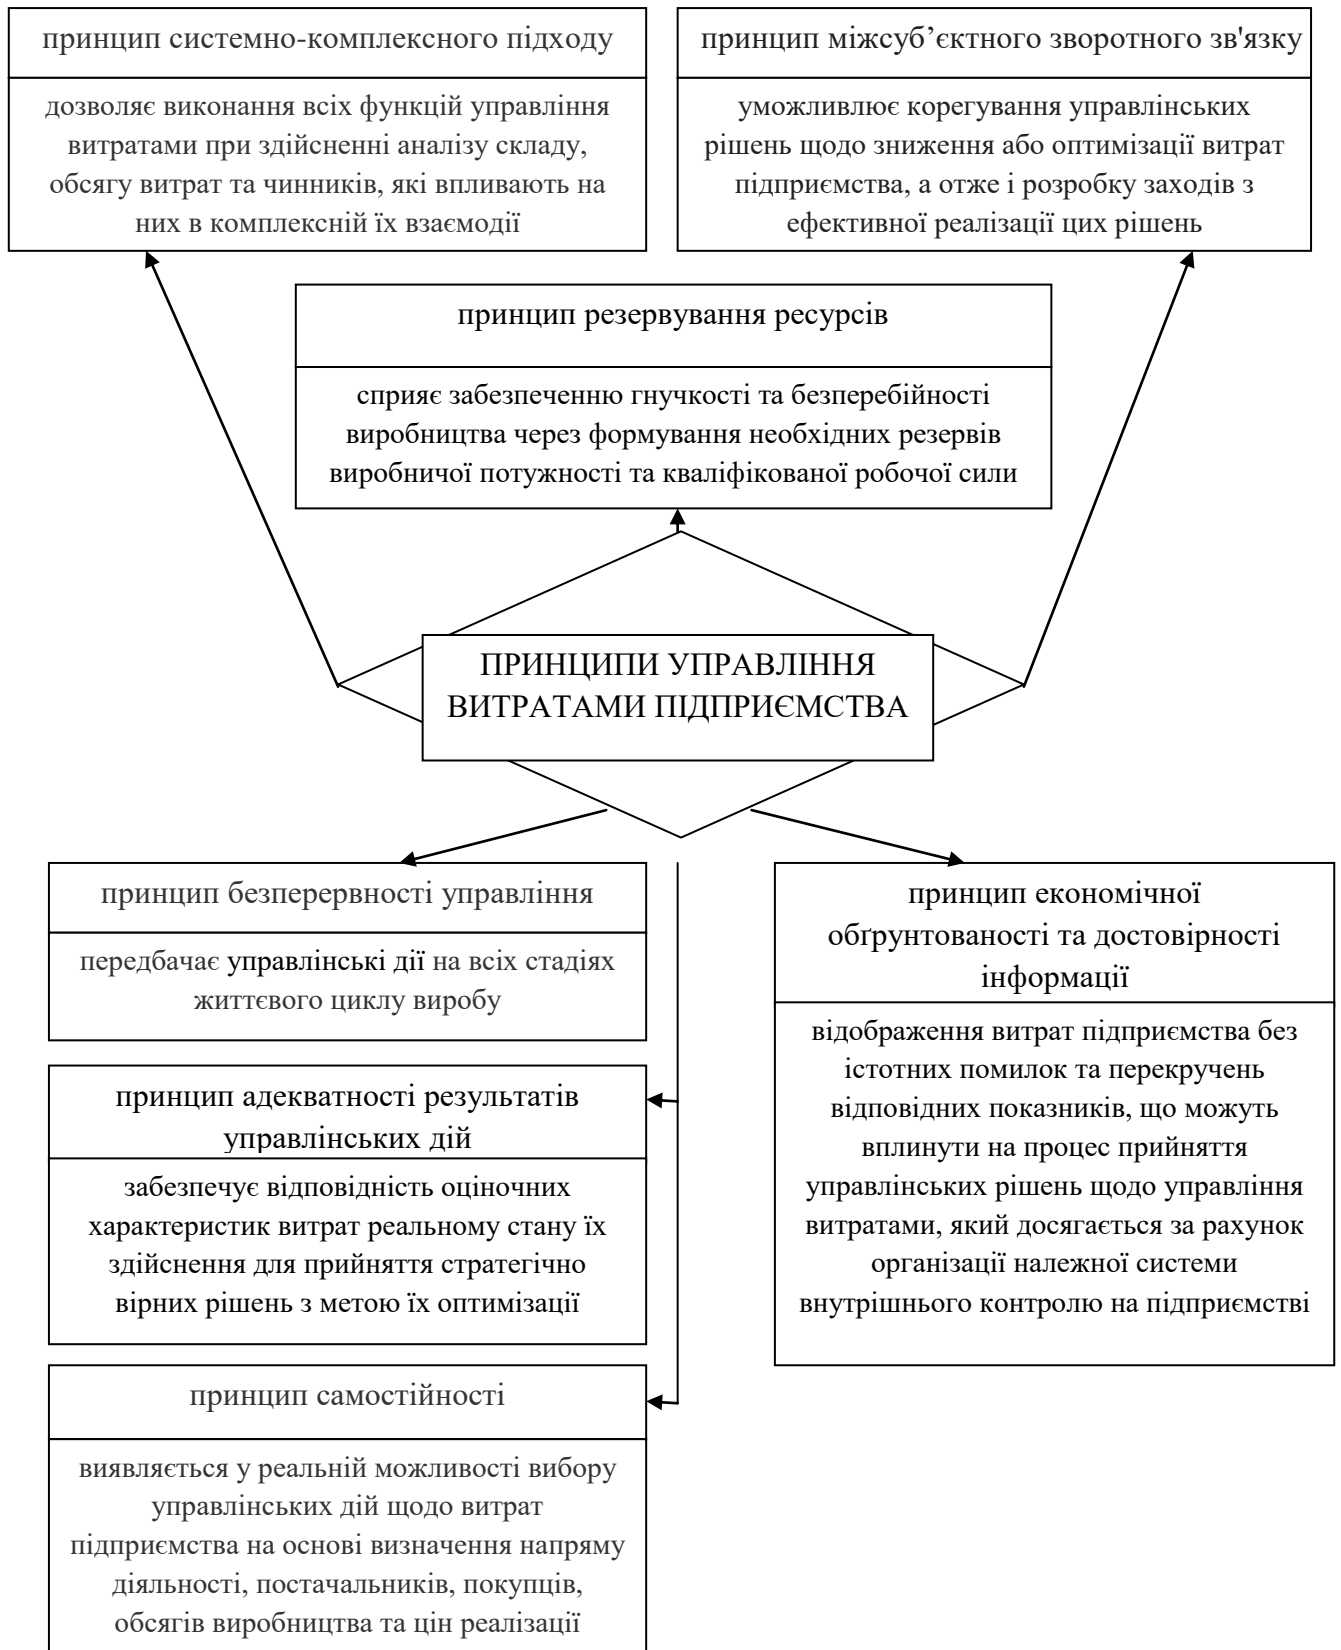 принцип системно-комплексного підходу
дозволяє виконання всіх функцій управління
витратами при здійсненні аналізу складу,
обсягу витрат та чинників, які впливають на
них в комплексній їх взаємодії
принцип міжсуб’єктного зворотного зв'язку
уможливлює корегування управлінських
рішень щодо зниження або оптимізації витрат
підприємства, а отже і розробку заходів з
ефективної реалізації цих рішень
принцип резервування ресурсів
сприяє забезпеченню гнучкості та безперебійності
виробництва через формування необхідних резервів
виробничої потужності та кваліфікованої робочої сили
ПРИНЦИПИ УПРАВЛІННЯ
ВИТРАТАМИ ПІДПРИЄМСТВА
принцип безперервності управління
передбачає управлінські дії на всіх стадіях
життєвого циклу виробу
принцип економічної
обґрунтованості та достовірності
інформації
відображення витрат підприємства без
істотних помилок та перекручень
відповідних показників, що можуть
вплинути на процес прийняття
управлінських рішень щодо управління
витратами, який досягається за рахунок
організації належної системи
внутрішнього контролю на підприємстві
принцип адекватності результатів
управлінських дій
забезпечує відповідність оціночних
характеристик витрат реальному стану їх
здійснення для прийняття стратегічно
вірних рішень з метою їх оптимізації
принцип самостійності
виявляється у реальній можливості вибору
управлінських дій щодо витрат
підприємства на основі визначення напряму
діяльності, постачальників, покупців,
обсягів виробництва та цін реалізації